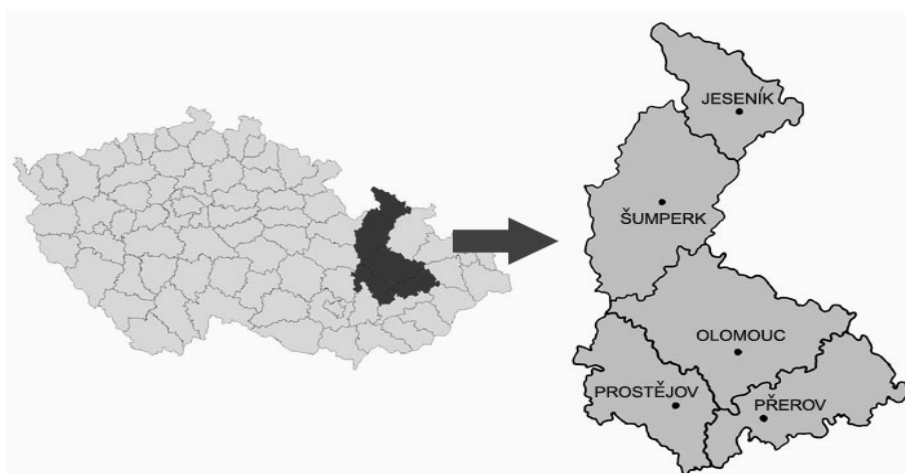 JESENÍK
ŠUMPERK
OLOMOUC
PROSTĚJOV
PŘEROV